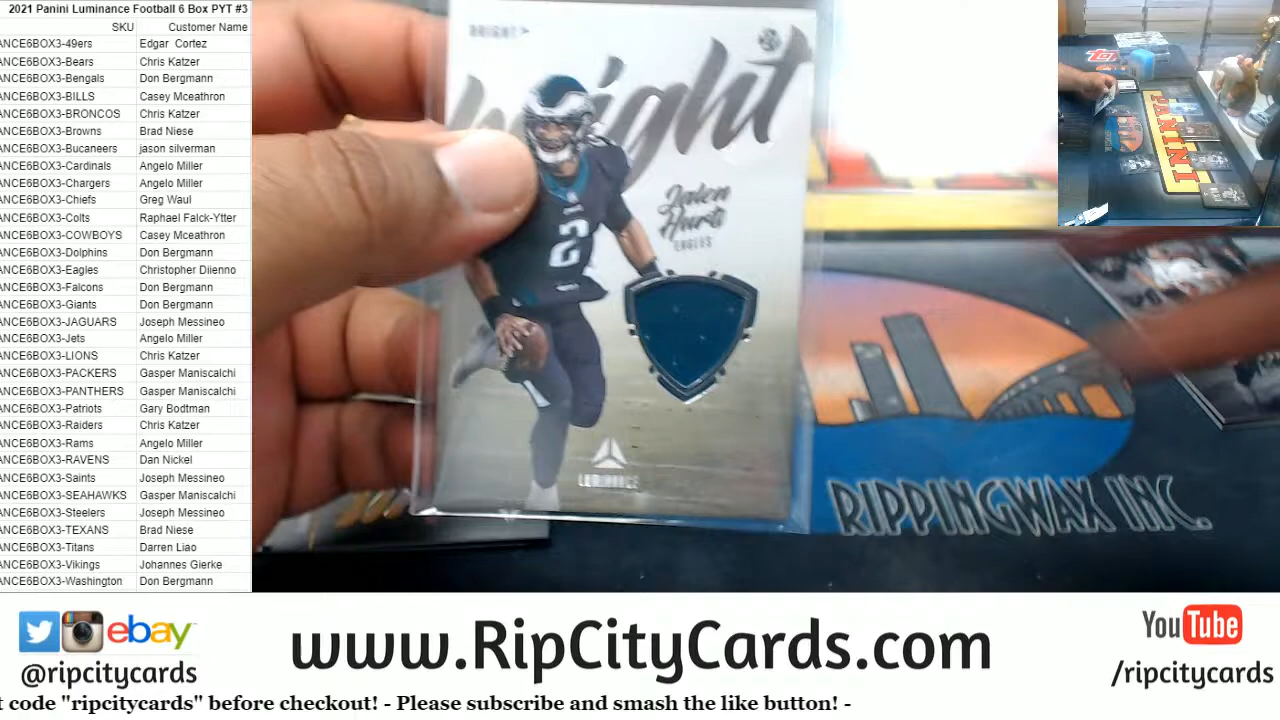 2021 Panini Luminance Football 6 Box PYT #3
SKU Customer Name
ANCE6BOX3-49ers Edgar Cortez
ANCE6BOX3-Bears Chris Katzer
ANCE6BOX3-Bengals Don Bergmann
ANCE6BOX3-BILLS Casey Mceathron
ANCE6BOX3-BRONCOS Chris Katzer
ANCE6BOX3-Browns Brad Niese
ANCE6BOX3-Bucaneers jason silverman
ANCE6BOX3-Cardinals Angelo Miller
ANCE6BOX3-Chargers Angelo Miller
ANCE6BOX3-Chiefs Greg Waul
ANCE6BOX3-Colts Raphael Falck-Ytter
ANCE6BOX3-COWBOYS Casey Mceathron
ANCE6BOX3-Dolphins Don Bergmann
ANCE6BOX3-Eagles Christopher Diienno
ANCE6BOX3-Falcons Don Bergmann
ANCE6BOX3-Giants Don Bergmann
ANCE6BOX3-JAGUARS Joseph Messineo
ANCE6BOX3-Jets Angelo Miller
ANCE6BOX3-LIONS Chris Katzer
ANCE6BOX3-PACKERS Gasper Maniscalchi
ANCE6BOX3-PANTHERS Gasper Maniscalchi
ANCE6BOX3-Patriots Gary Bodtman
ANCE6BOX3-Raiders Chris Katzer
ANCE6BOX3-Rams Angelo Miller
ANCE6BOX3-RAVENS Dan Nickel
ANCE6BOX3-Saints Joseph Messineo
ANCE6BOX3-SEAHAWKS Gasper Maniscalchi
ANCE6BOX3-Steelers Joseph Messineo
ANCE6BOX3-TEXANS Brad Niese
ANCE6BOX3-Titans Darren Liao
ANCE6BOX3-Vikings Johannes Gierke
ANCE6BOX3-Washington Don Bergmann
BRIGHT
Jalen
Hurts
EAGLES
2
LUMINANCE
PANINI
RIPPINGWAX INC.
ebay
@ripcitycards
www.RipCityCards.com
YouTube
/ripcitycards
t code "ripcitycards" before checkout! - Please subscribe and smash the like button! -